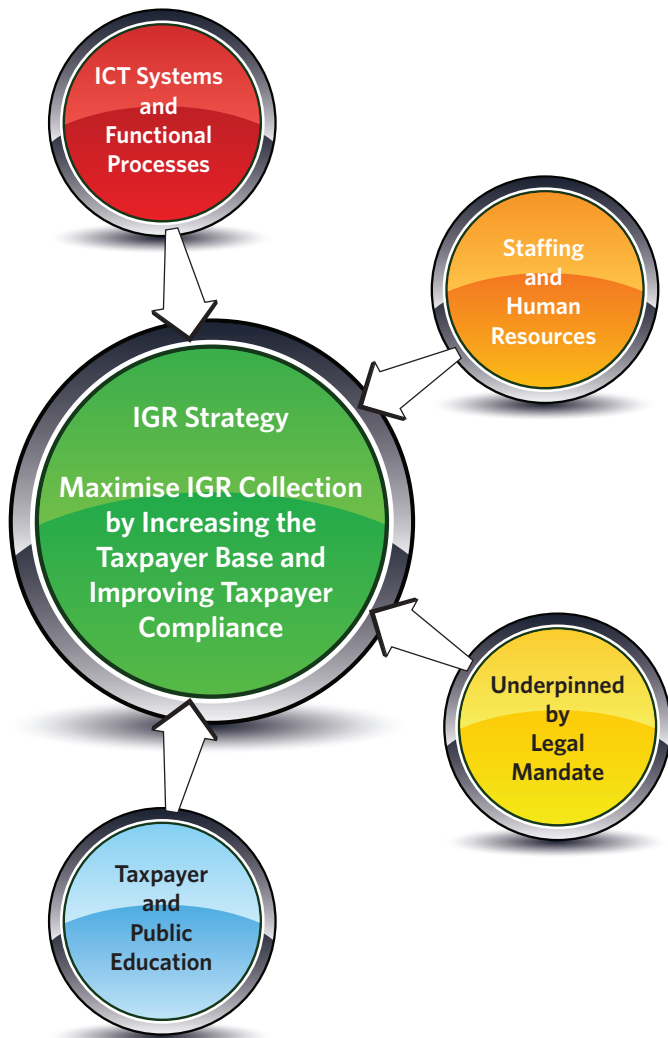 ICT Systems
and
Functional
Processes
Staffing
and
Human
Resources
IGR Strategy
Maximise IGR Collection
by Increasing the
Taxpayer Base and
Improving Taxpayer
Compliance
Underpinned
by
Legal
Mandate
Taxpayer
and
Public
Education